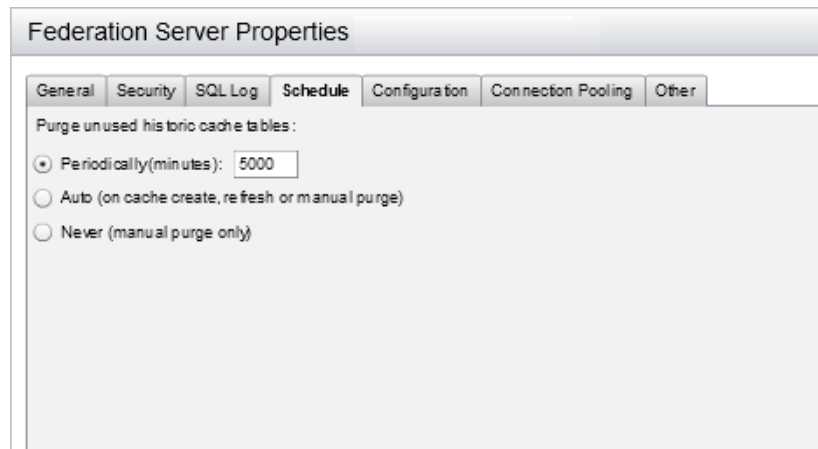 Federation Server Properties
General Security SQL Log Schedule Configuration Connection Pooling Other
Purge unused historic cache tables:
Periodically(minutes): 5000
Auto (on cache create, refresh or manual purge)
Never (manual purge only)